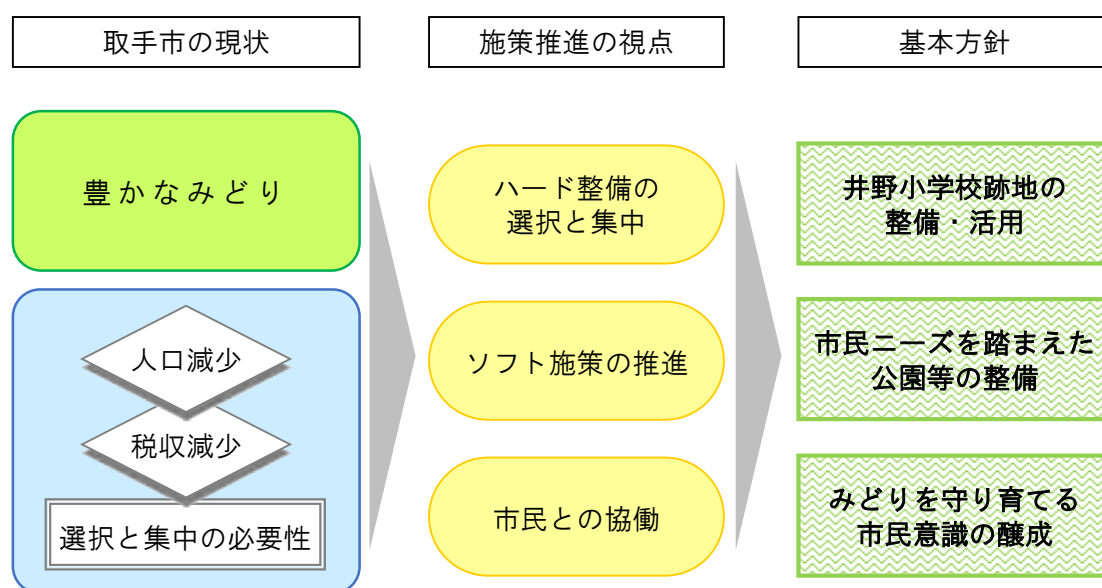 取手市の現状
施策推進の視点
基本方針
豊かなみどり
人口減少
税収減少
選択と集中の必要性
ハード整備の
選択と集中
ソフト施策の推進
市民との協働
井野小学校跡地の
整備・活用
市民ニーズを踏まえた
公園等の整備
みどりを守り育てる
市民意識の醸成